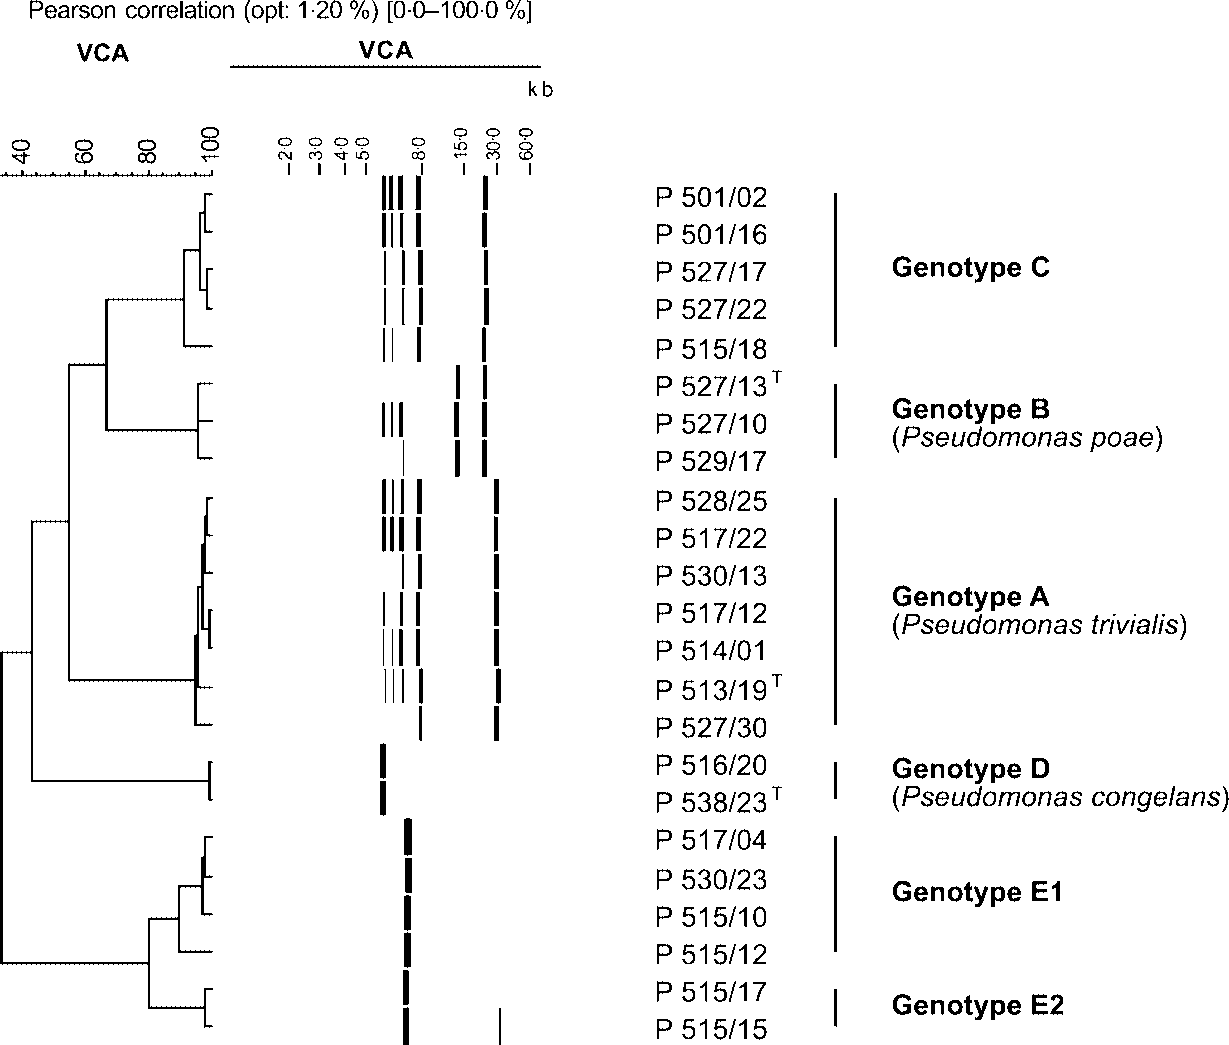 Pearson correlation (opt: 1·20 %) [0·0–100·0 %]
VCA
VCA
kb
40
60
80
100
2·0
3·0
4·0
5·0
8·0
15·0
30·0
60·0
P 501/02
P 501/16
P 527/17
P 527/22
P 515/18
Genotype C
P 527/13T
P 527/10
P 529/17
Genotype B
(Pseudomonas poae)
P 528/25
P 517/22
P 530/13
P 517/12
P 514/01
P 513/19T
P 527/30
Genotype A
(Pseudomonas trivialis)
P 516/20
P 538/23T
Genotype D
(Pseudomonas congelans)
P 517/04
P 530/23
P 515/10
P 515/12
Genotype E1
P 515/17
P 515/15
Genotype E2